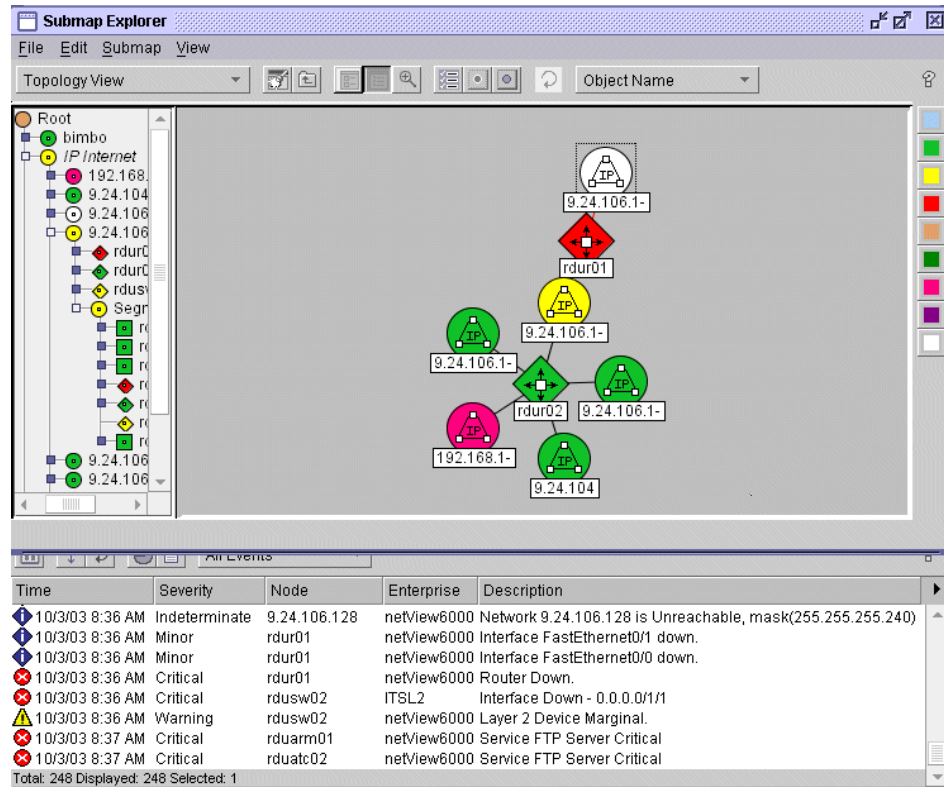 Submap Explorer
File Edit Submap View
Topology View
Object Name
?
Root
bimbo
IP Internet
192.168.
9.24.104
9.24.106
9.24.106
rdur0
rdur0
rdusw
Segm
9.24.106
9.24.106
IP
9.24.106.1-
rdur01
IP
9.24.106.1-
IP
9.24.106.1-
rdur02
IP
9.24.106.1-
IP
192.168.1-
IP
9.24.104
All Events
Time Severity Node Enterprise Description
10/3/03 8:36 AM Indeterminate 9.24.106.128 netView6000 Network 9.24.106.128 is Unreachable, mask(255.255.255.240)
10/3/03 8:36 AM Minor rdur01 netView6000 Interface FastEthernet0/1 down.
10/3/03 8:36 AM Minor rdur01 netView6000 Interface FastEthernet0/0 down.
10/3/03 8:36 AM Critical rdur01 netView6000 Router Down.
10/3/03 8:36 AM Critical rdusw02 ITSL2 Interface Down - 0.0.0.0/1/1
10/3/03 8:36 AM Warning rdusw02 netView6000 Layer 2 Device Marginal.
10/3/03 8:37 AM Critical rduarm01 netView6000 Service FTP Server Critical
10/3/03 8:37 AM Critical rduatc02 netView6000 Service FTP Server Critical
Total: 248 Displayed: 248 Selected: 1